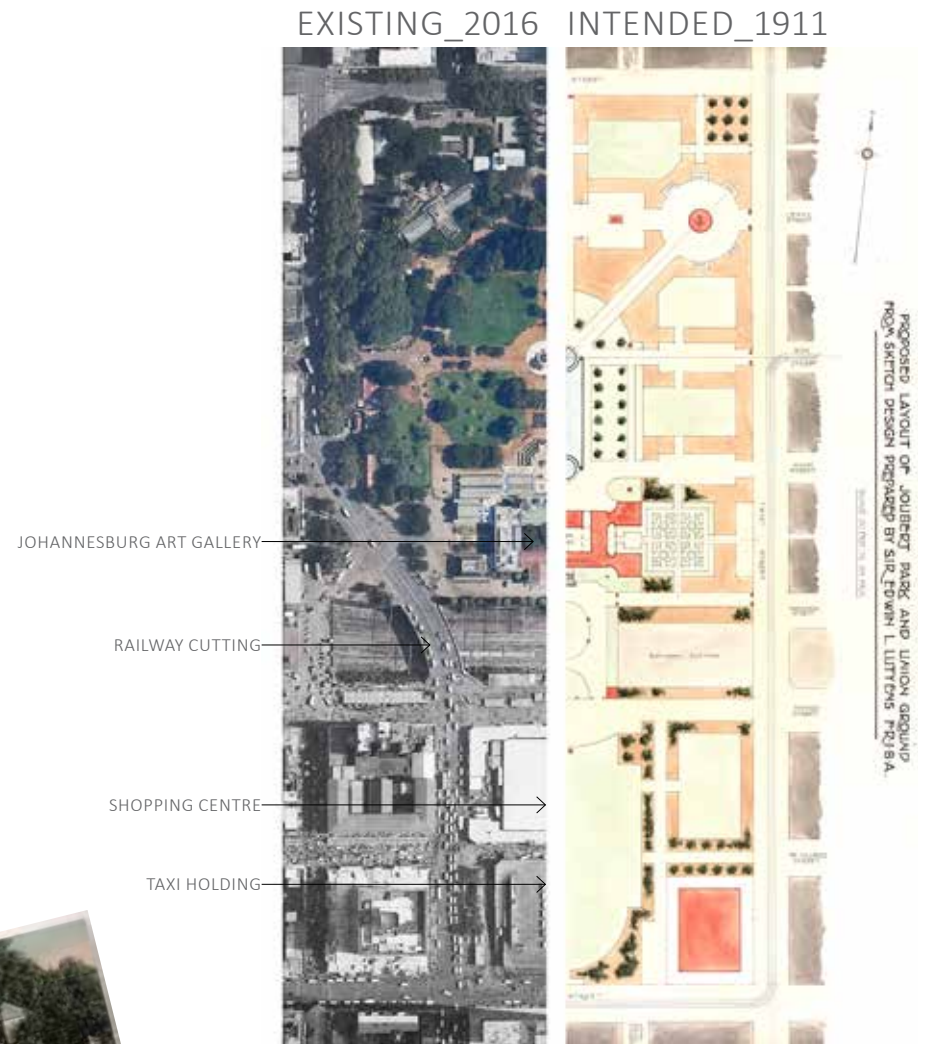 EXISTING_2016
INTENDED_1911
JOHANNESBURG ART GALLERY
RAILWAY CUTTING
SHOPPING CENTRE
TAXI HOLDING
PROPOSED LAYOUT OF JOUBERT PARK AND UNION GROUND
FROM SKETCH DESIGN PREPARED BY SIR EDWIN L. LUTYENS F.R.I.B.A.